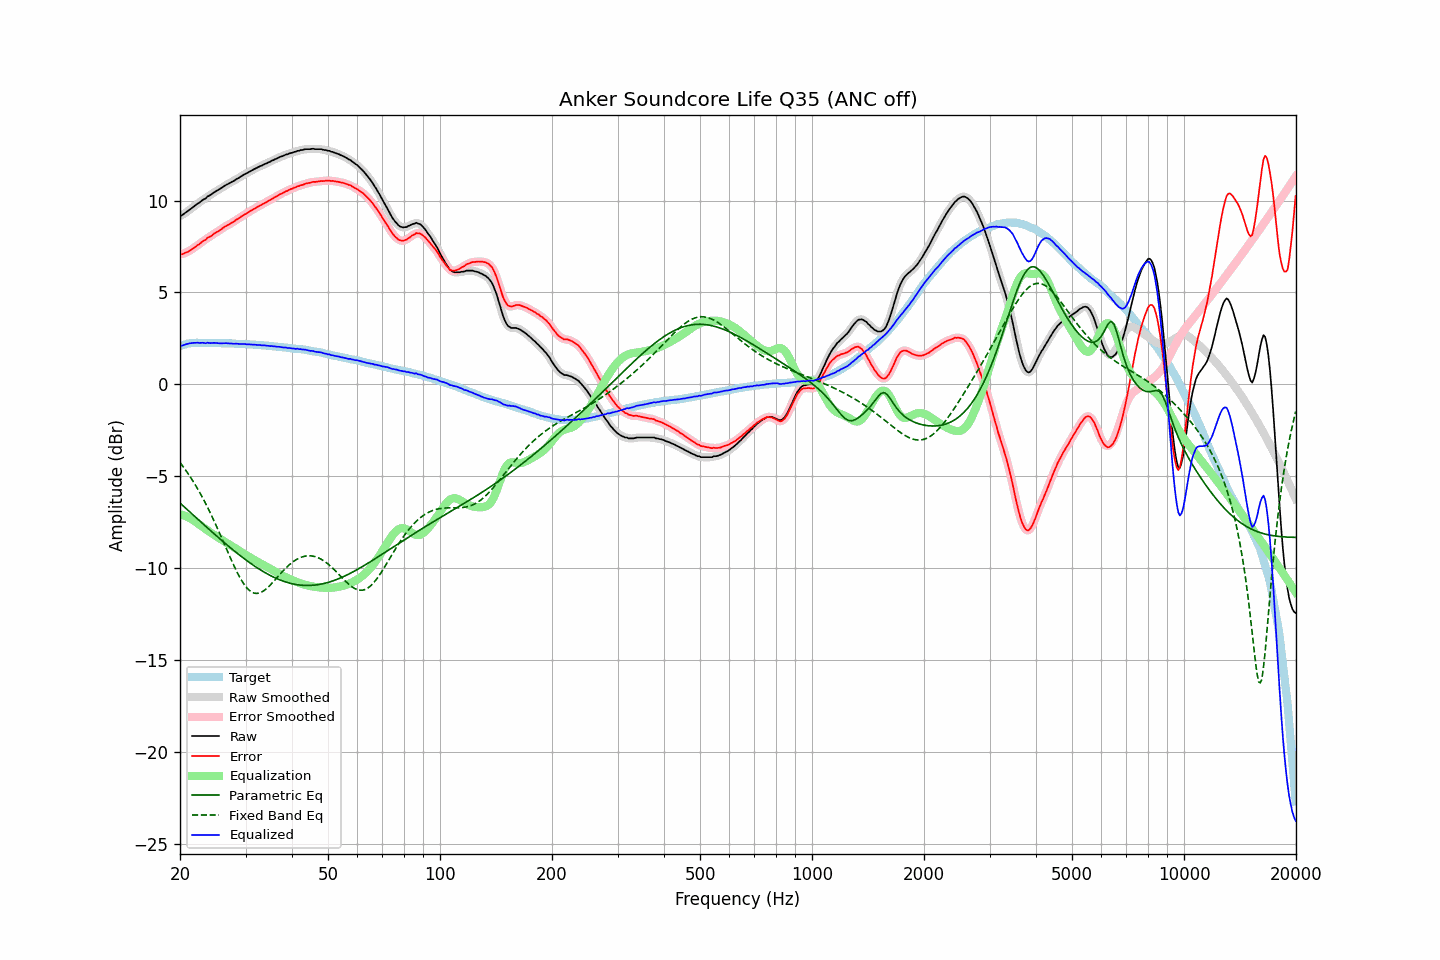 Anker Soundcore Life Q35 (ANC off)
Amplitude (dBr)
10
5
0
−5
−10
−15
−20
−25
Target
Raw Smoothed
Error Smoothed
Raw
Error
Equalization
Parametric Eq
Fixed Band Eq
Equalized
20 50 100 200 500 1000 2000 5000 10000 20000
Frequency (Hz)